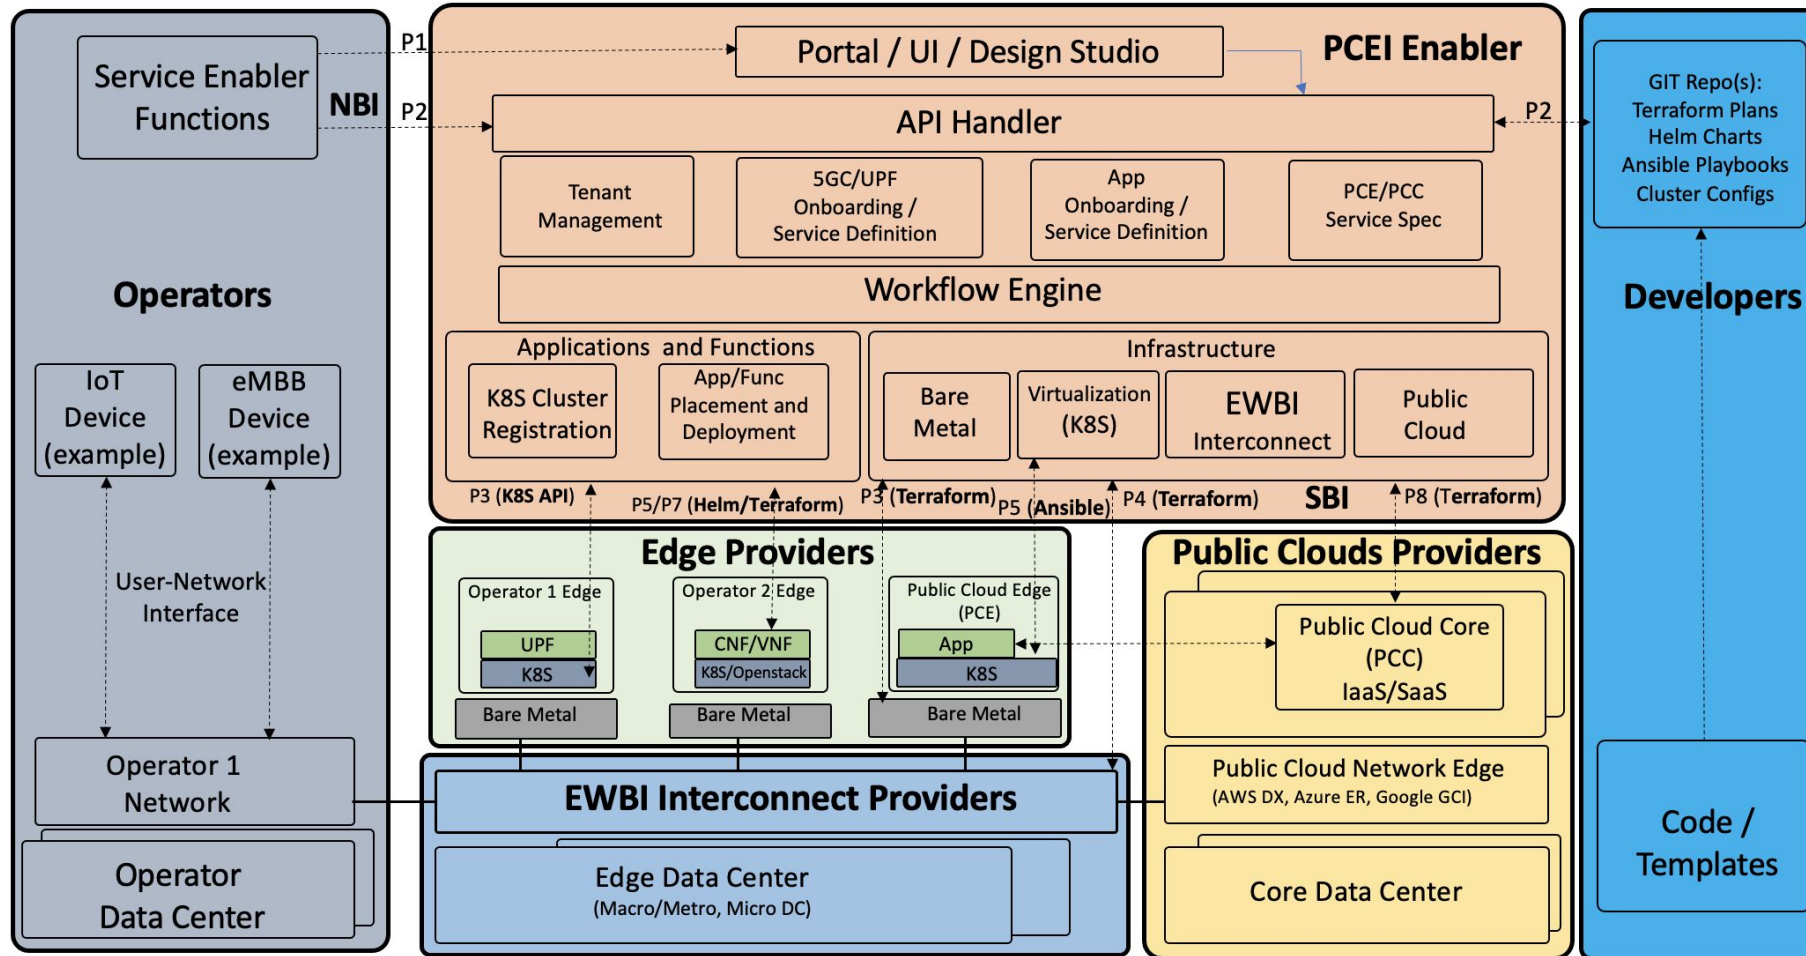 Service Enabler
Functions
NBI
P1
P2
Operators
IoT
Device
(example)
eMBB
Device
(example)
User-Network
Interface
Operator 1
Network
Operator
Data Center
Portal / UI / Design Studio
PCEI Enabler
API Handler
P2
Tenant
Management
5GC/UPF
Onboarding /
Service Definition
App
Onboarding /
Service Definition
PCE/PCC
Service Spec
Workflow Engine
Applications and Functions
K8S Cluster
Registration
App/Func
Placement and
Deployment
Infrastructure
Bare
Metal
Virtualization
(K8S)
EWBI
Interconnect
Public
Cloud
P3 (K8S API)
P5/P7 (Helm/Terraform)
P3 (Terraform)
P5 (Ansible)
P4 (Terraform)
SBI
P8 (Terraform)
Edge Providers
Operator 1 Edge
UPF
K8S
Bare Metal
Operator 2 Edge
CNF/VNF
K8S/Openstack
Bare Metal
Public Cloud Edge
(PCE)
App
K8S
Bare Metal
EWBI Interconnect Providers
Edge Data Center
(Macro/Metro, Micro DC)
Public Clouds Providers
Public Cloud Core
(PCC)
IaaS/SaaS
Public Cloud Network Edge
(AWS DX, Azure ER, Google GCI)
Core Data Center
GIT Repo(s):
Terraform Plans
Helm Charts
Ansible Playbooks
Cluster Configs
Developers
Code /
Templates